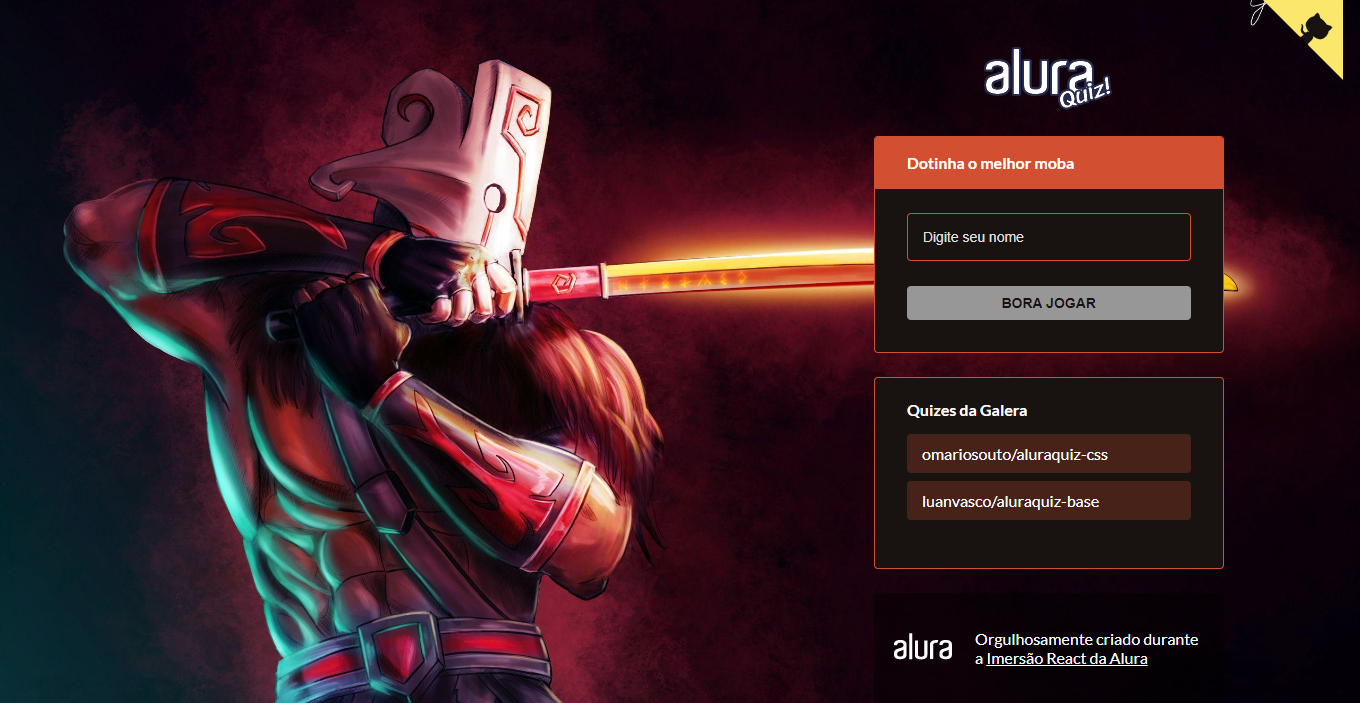 alura
Quiz!
Dotinha o melhor moba
Digite seu nome
BORA JOGAR
Quizes da Galera
omariosouto/aluraquiz-css
luanvasco/aluraquiz-base
alura
Orgulhosamente criado durante
a Imersão React da Alura